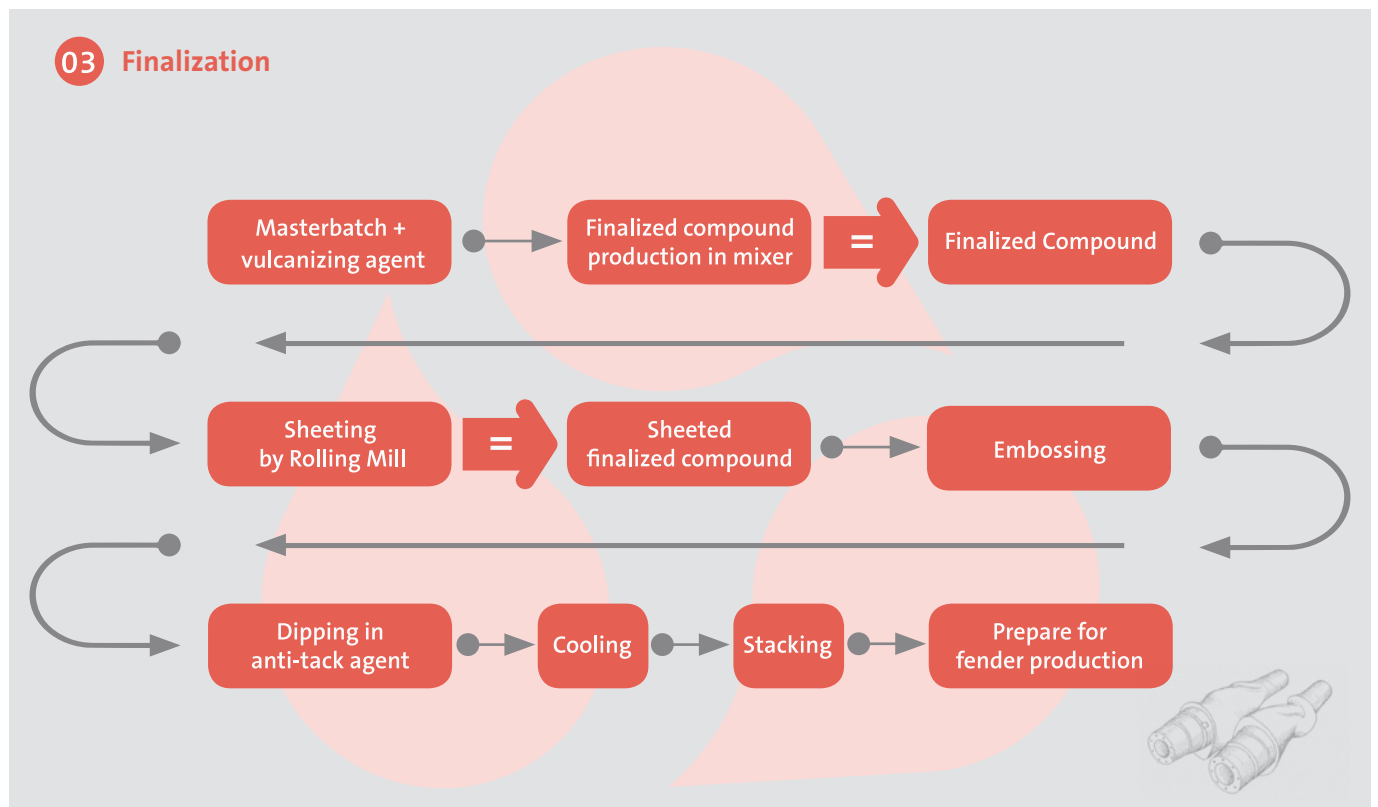 03 Finalization
Masterbatch +
vulcanizing agent
Finalized compound
production in mixer
=
Finalized Compound
Sheeting
by Rolling Mill
=
Sheeted
finalized compound
Embossing
Dipping in
anti-tack agent
Cooling
Stacking
Prepare for
fender production